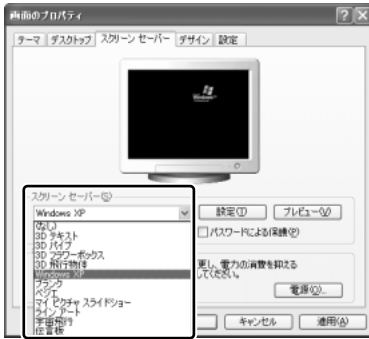 画面のプロパティ
テーマ デスクトップ スクリーン セーバー デザイン 設定
スクリーン セーバー(S)
Windows XP
設定(T) プレビュー(V)
(なし)
3D テキスト
パスワードによる保護(P)
3D パイプ
3D フラワーボックス
3D 飛行物体
更し、電力の消費を抑える
Windows XP
してください。
ブランク
ベジエ
電源(O)...
マイ ピクチャ スライドショー
ライン アート
宇宙飛行
キャンセル 適用(A)
伝言板